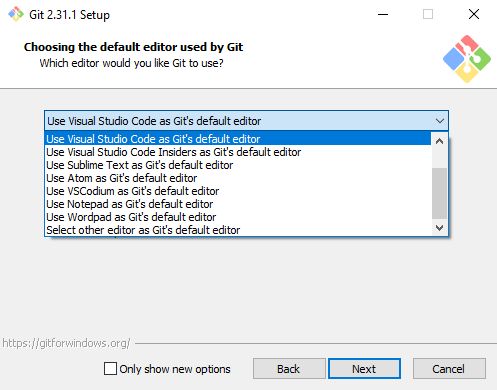 Git 2.31.1 Setup
Choosing the default editor used by Git
Which editor would you like Git to use?
Use Visual Studio Code as Git's default editor
Use Visual Studio Code as Git's default editor
Use Visual Studio Code Insiders as Git's default editor
Use Sublime Text as Git's default editor
Use Atom as Git's default editor
Use VSCodium as Git's default editor
Use Notepad as Git's default editor
Use Wordpad as Git's default editor
Select other editor as Git's default editor
https://gitforwindows.org/
Only show new options
Back
Next
Cancel